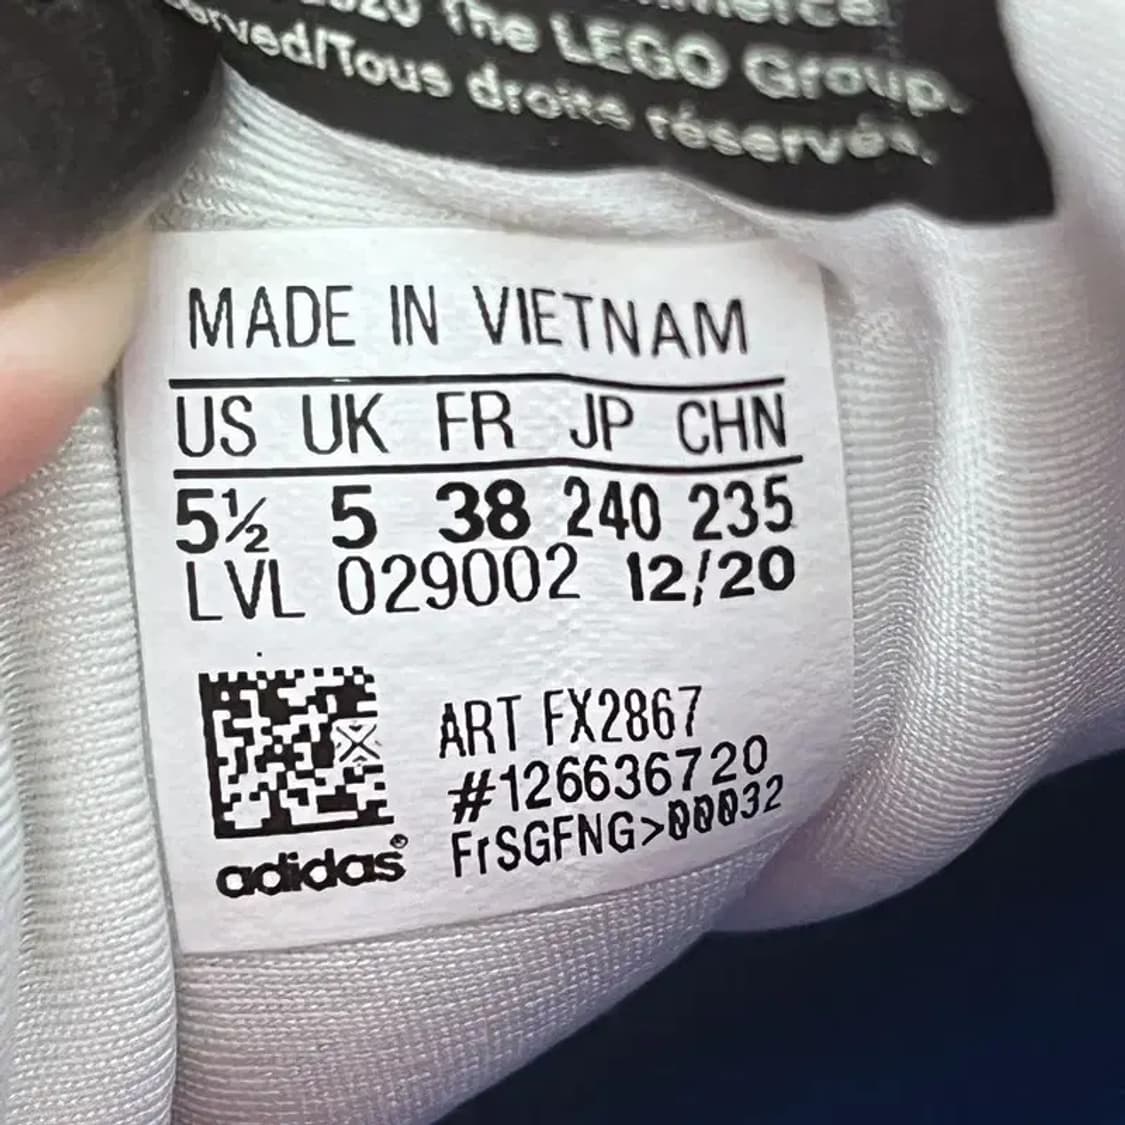 The LEGO Group.
Tous droits réservés.
MADE IN VIETNAM
US UK FR JP CHN
5½ 5 38 240 235
LVL 029002 12/20
ART FX2867
#126636720
FrSGFNG>00032
adidas®